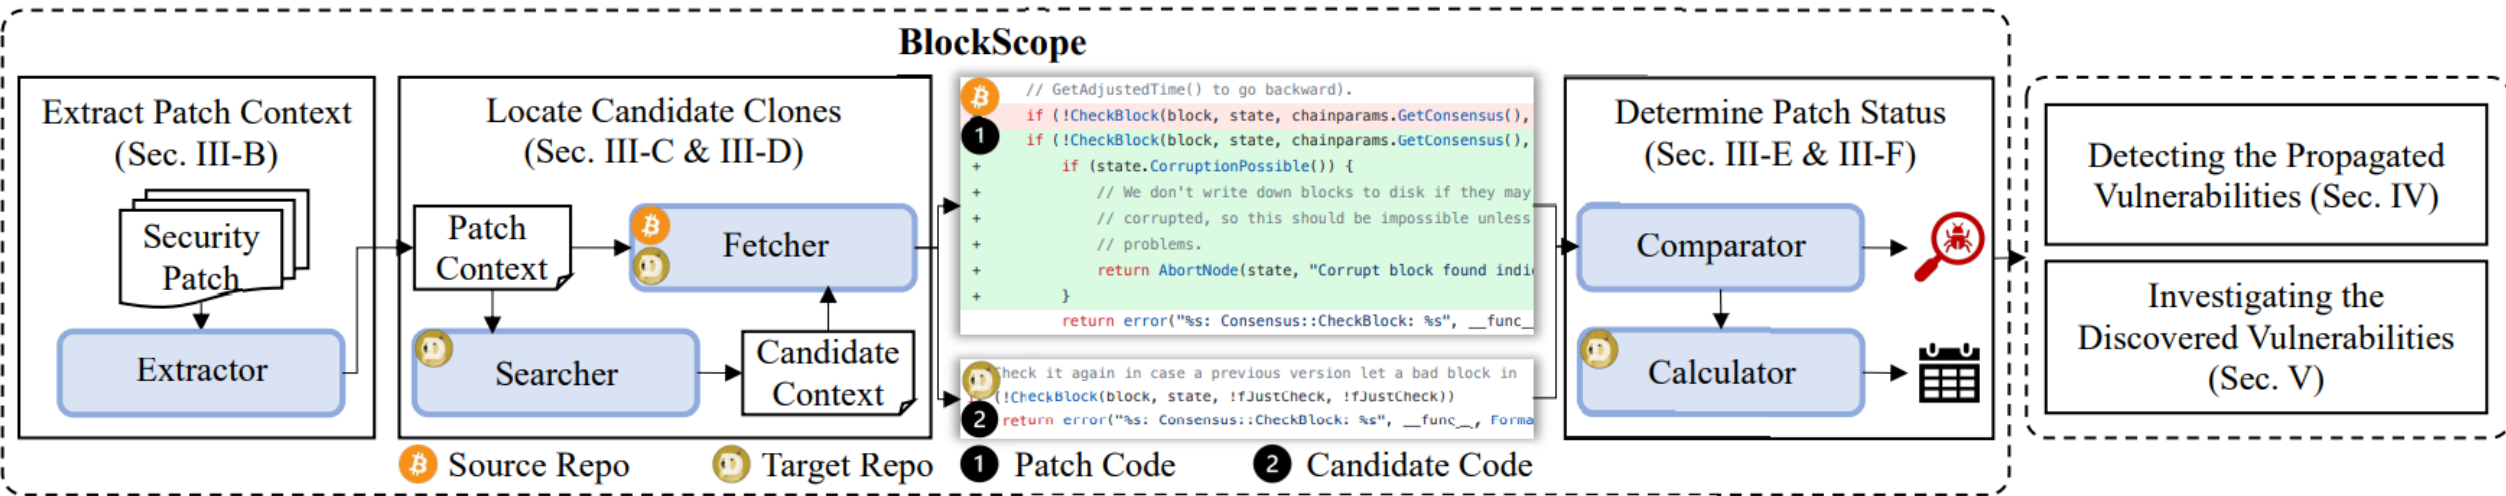 BlockScope
Extract Patch Context
(Sec. III-B)
Security
Patch
Extractor
Locate Candidate Clones
(Sec. III-C & III-D)
Patch
Context
Fetcher
Searcher
Candidate
Context
// GetAdjustedTime() to go backward).
if (!CheckBlock(block, state, chainparams.GetConsensus(),
1
if (!CheckBlock(block, state, chainparams.GetConsensus(),
+ if (state.CorruptionPossible()) {
+ // We don't write down blocks to disk if they may
+ // corrupted, so this should be impossible unless
+ // problems.
+ return AbortNode(state, "Corrupt block found indi
+ }
return error("%s: Consensus::CheckBlock: %s", __func__
Check it again in case a previous version let a bad block in
(!CheckBlock(block, state, !fJustCheck, !fJustCheck))
2 return error("%s: Consensus::CheckBlock: %s", __func__, Forma
Determine Patch Status
(Sec. III-E & III-F)
Comparator
Calculator
Detecting the Propagated
Vulnerabilities (Sec. IV)
Investigating the
Discovered Vulnerabilities
(Sec. V)
Source Repo
Target Repo
1 Patch Code
2 Candidate Code